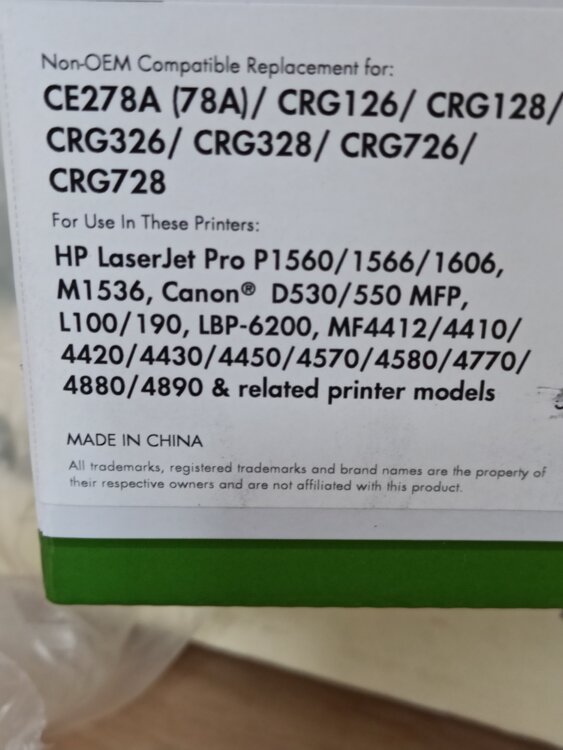 Non-OEM Compatible Replacement for:
CE278A (78A)/ CRG126/ CRG128/
CRG326/ CRG328/ CRG726/
CRG728
For Use In These Printers:
HP LaserJet Pro P1560/1566/1606,
M1536, Canon® D530/550 MFP,
L100/190, LBP-6200, MF4412/4410/
4420/4430/4450/4570/4580/4770/
4880/4890 & related printer models
MADE IN CHINA
All trademarks, registered trademarks and brand names are the property of
their respective owners and are not affiliated with this product.